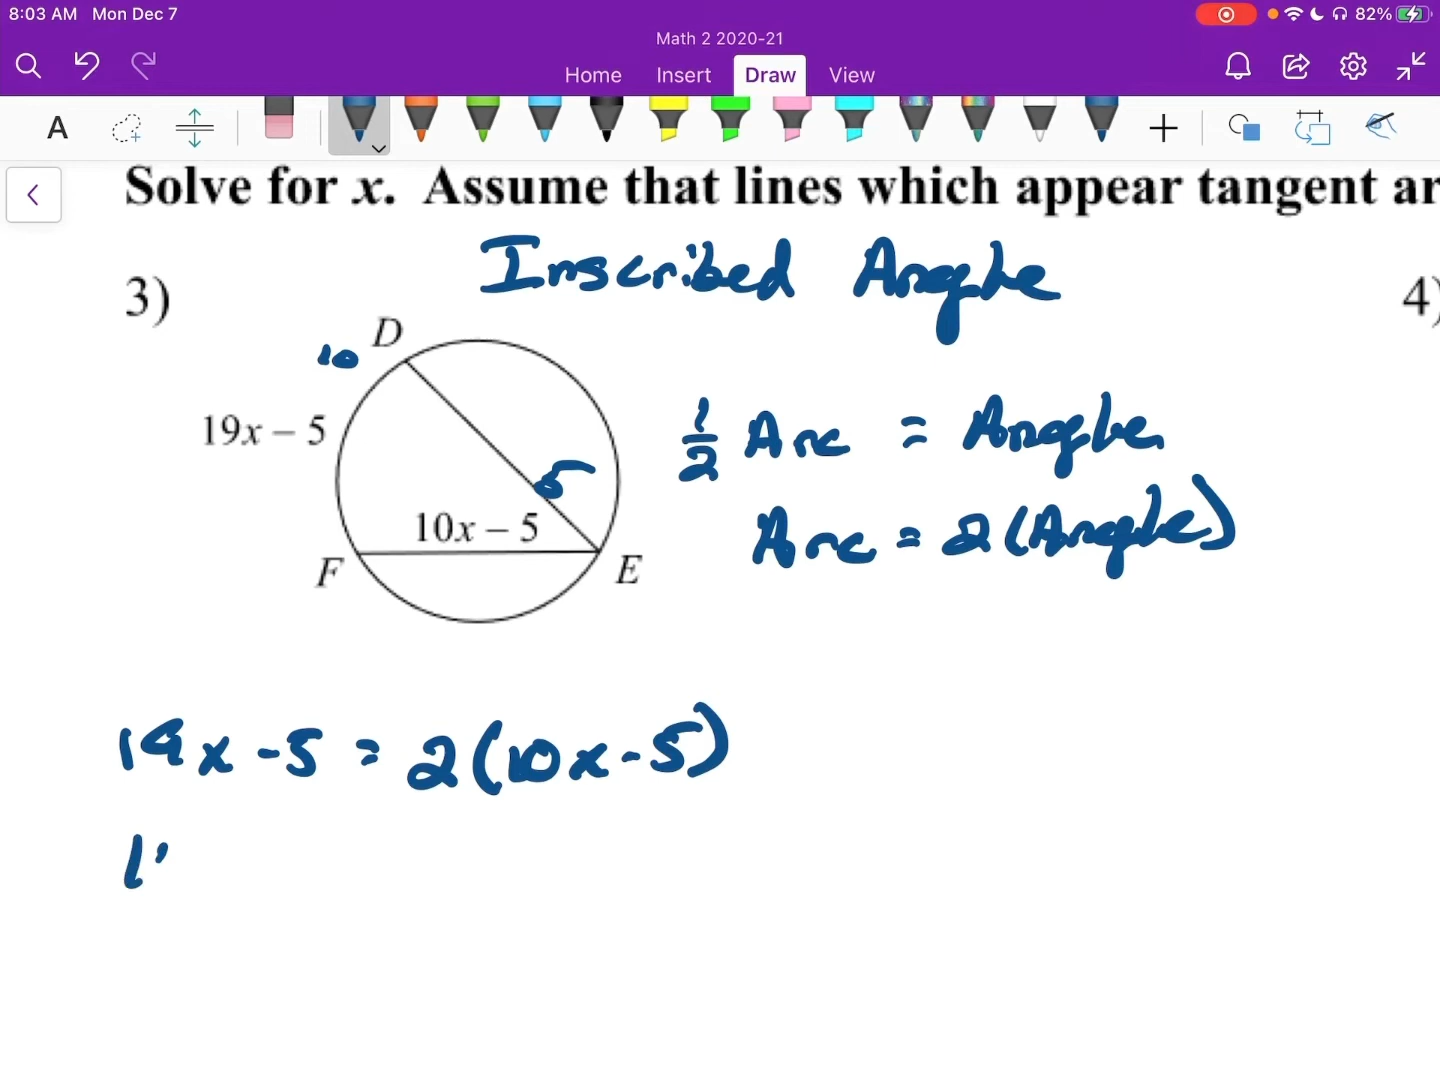 8:03 AM Mon Dec 7
82%
Math 2 2020-21
Home Insert Draw View
A
Solve for x. Assume that lines which appear tangent ar
Inscribed Angle
3)
4)
D
10
19x – 5
1/2 Arc = Angle
5
10x – 5
Arc = 2(Angle)
F
E
19x - 5 = 2(10x - 5)
1